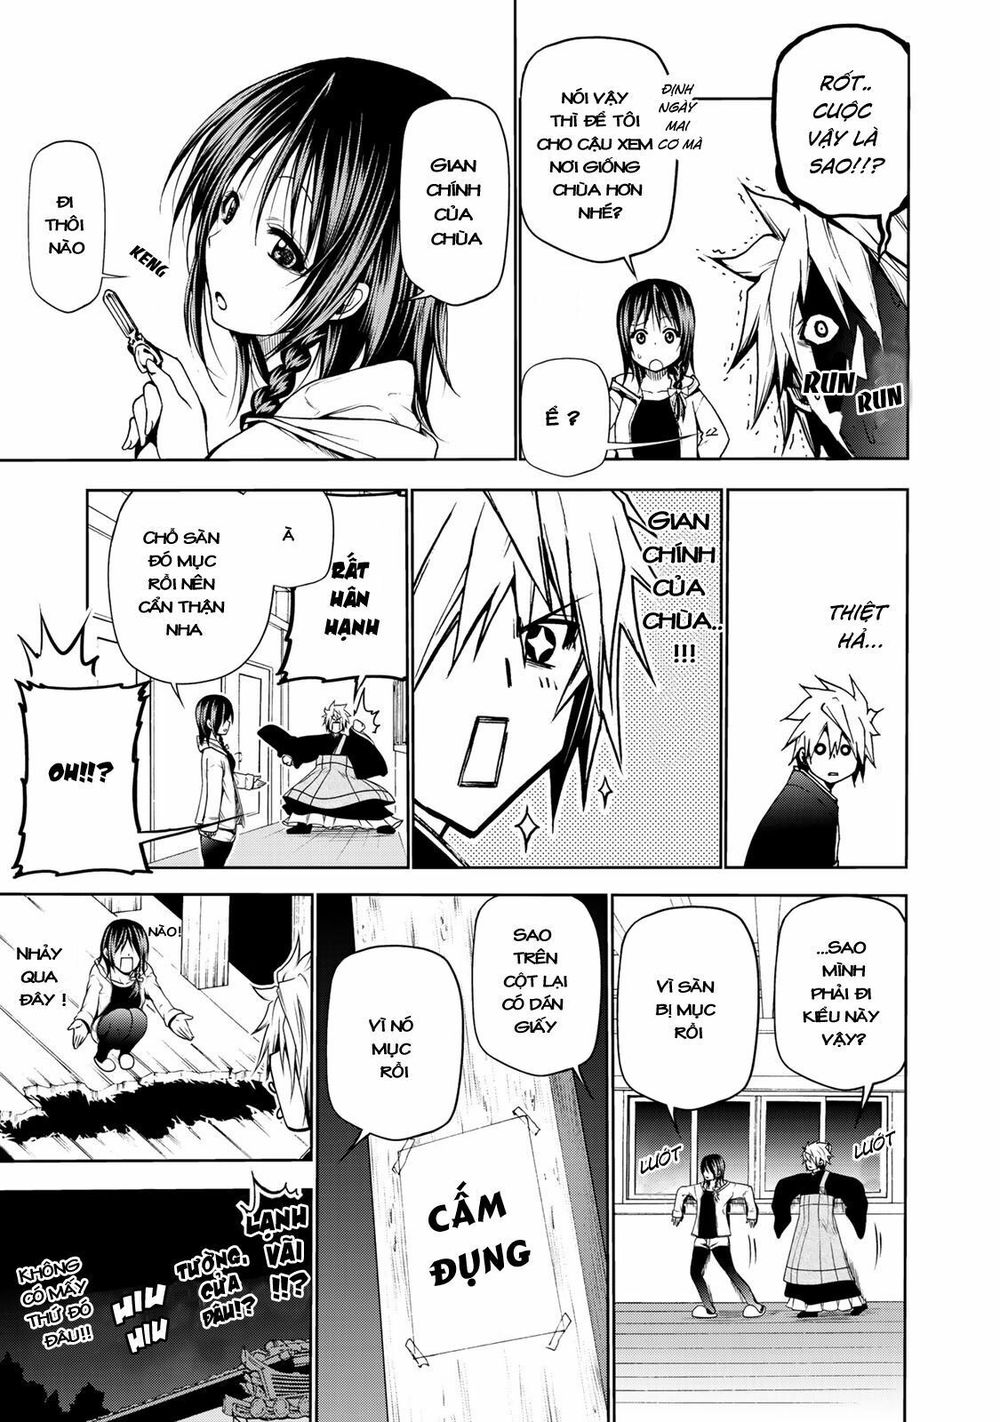 RỐT..
CUỘC
VẬY LÀ
SAO!!?
RUN
RUN
ĐỊNH
NGÀY
MAI
CƠ MÀ
NÓI VẬY
THÌ ĐỂ TÔI
CHO CẬU XEM
NƠI GIỐNG
CHÙA HƠN
NHÉ?
Ể ?
GIAN
CHÍNH
CỦA
CHÙA
ĐI
THÔI
NÀO
KENG
THIỆT
HẢ...
GIAN
CHÍNH
CỦA
CHÙA..
!!!
RẤT
HÂN
HẠNH
À
CHỖ SÀN
ĐÓ MỤC
RỒI NÊN
CẨN THẬN
NHA
OH!!?
...SAO
MÌNH
PHẢI ĐI
KIỂU NÀY
VẬY?
VÌ SÀN
BỊ MỤC
RỒI
LƯỚT
LƯỚT
SAO
TRÊN
CỘT LẠI
CÓ DÁN
GIẤY
VÌ NÓ
MỤC
RỒI
CẤM
ĐỤNG
NÀO!
NHẢY
QUA
ĐÂY !
LẠNH
VÃI
!!?
TƯỜNG,
CỬA
ĐÂU!?
HIU
HIU
KHÔNG
CÓ MẤY
THỨ ĐÓ
ĐÂU!!